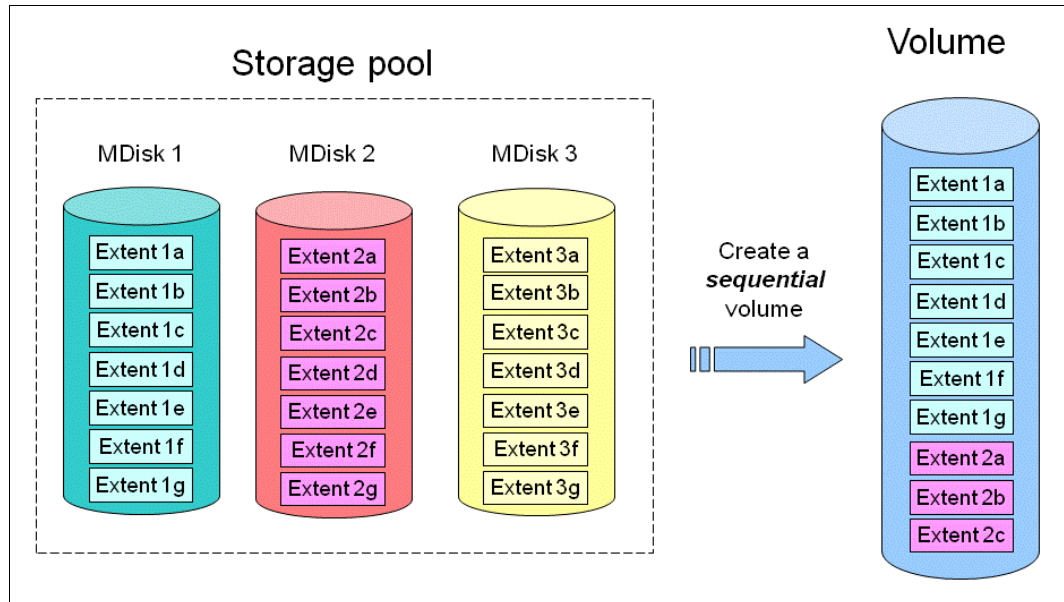 Storage pool
Volume
MDisk 1
MDisk 2
MDisk 3
Extent 1a
Extent 1b
Extent 1c
Extent 1d
Extent 1e
Extent 1f
Extent 1g
Extent 2a
Extent 2b
Extent 2c
Extent 2d
Extent 2e
Extent 2f
Extent 2g
Extent 3a
Extent 3b
Extent 3c
Extent 3d
Extent 3e
Extent 3f
Extent 3g
Create a
sequential
volume
Extent 1a
Extent 1b
Extent 1c
Extent 1d
Extent 1e
Extent 1f
Extent 1g
Extent 2a
Extent 2b
Extent 2c